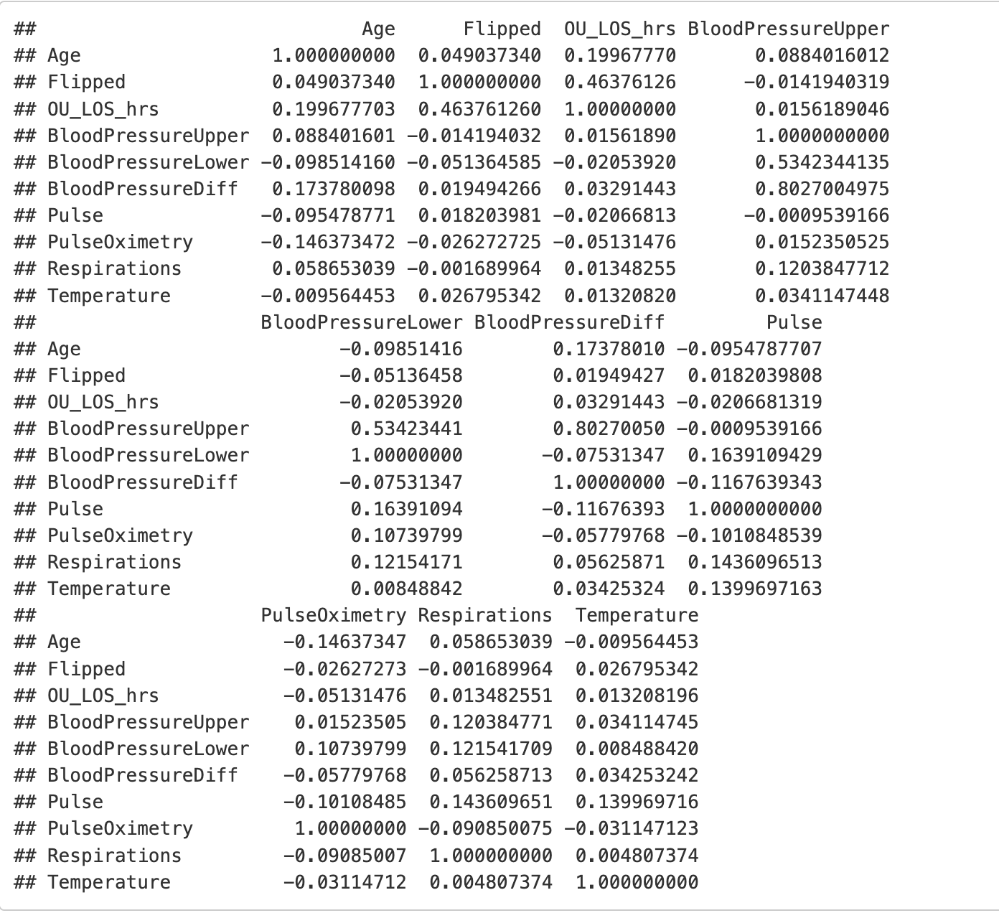 ##                            Age      Flipped  OU_LOS_hrs BloodPressureUpper
## Age                 1.000000000  0.049037340  0.19967770       0.0884016012
## Flipped             0.049037340  1.000000000  0.46376126      -0.0141940319
## OU_LOS_hrs          0.199677703  0.463761260  1.00000000       0.0156189046
## BloodPressureUpper  0.088401601 -0.014194032  0.01561890       1.0000000000
## BloodPressureLower -0.098514160 -0.051364585 -0.02053920       0.5342344135
## BloodPressureDiff   0.173780098  0.019494266  0.03291443       0.8027004975
## Pulse              -0.095478771  0.018203981 -0.02066813      -0.0009539166
## PulseOximetry      -0.146373472 -0.026272725 -0.05131476       0.0152350525
## Respirations        0.058653039 -0.001689964  0.01348255       0.1203847712
## Temperature        -0.009564453  0.026795342  0.01320820       0.0341147448
##                    BloodPressureLower BloodPressureDiff         Pulse
## Age                       -0.09851416        0.17378010 -0.0954787707
## Flipped                   -0.05136458        0.01949427  0.0182039808
## OU_LOS_hrs                -0.02053920        0.03291443 -0.0206681319
## BloodPressureUpper         0.53423441        0.80270050 -0.0009539166
## BloodPressureLower         1.00000000       -0.07531347  0.1639109429
## BloodPressureDiff         -0.07531347        1.00000000 -0.1167639343
## Pulse                      0.16391094       -0.11676393  1.0000000000
## PulseOximetry              0.10739799       -0.05779768 -0.1010848539
## Respirations               0.12154171        0.05625871  0.1436096513
## Temperature                0.00848842        0.03425324  0.1399697163
##                    PulseOximetry Respirations  Temperature
## Age                  -0.14637347  0.058653039 -0.009564453
## Flipped              -0.02627273 -0.001689964  0.026795342
## OU_LOS_hrs           -0.05131476  0.013482551  0.013208196
## BloodPressureUpper    0.01523505  0.120384771  0.034114745
## BloodPressureLower    0.10739799  0.121541709  0.008488420
## BloodPressureDiff    -0.05779768  0.056258713  0.034253242
## Pulse                -0.10108485  0.143609651  0.139969716
## PulseOximetry         1.00000000 -0.090850075 -0.031147123
## Respirations         -0.09085007  1.000000000  0.004807374
## Temperature          -0.03114712  0.004807374  1.000000000